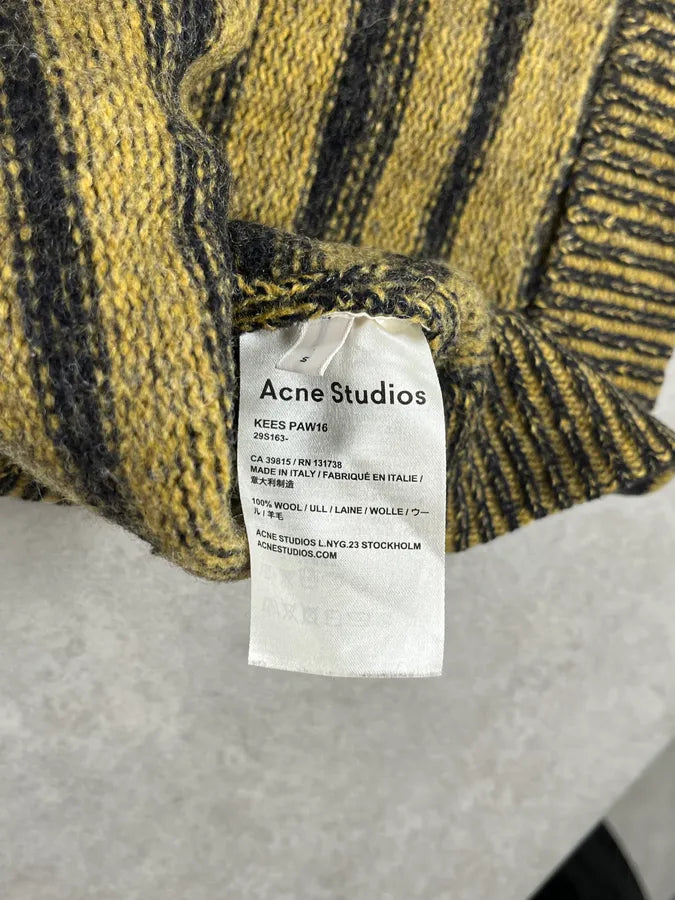 S
Acne Studios
KEES PAW16
29S163-
CA 39815 / RN 131738
MADE IN ITALY / FABRIQUÉ EN ITALIE /
意大利制造
100% WOOL / ULL / LAINE / WOLLE / ウー
ル / 羊毛
ACNE STUDIOS L.NYG.23 STOCKHOLM
ACNESTUDIOS.COM